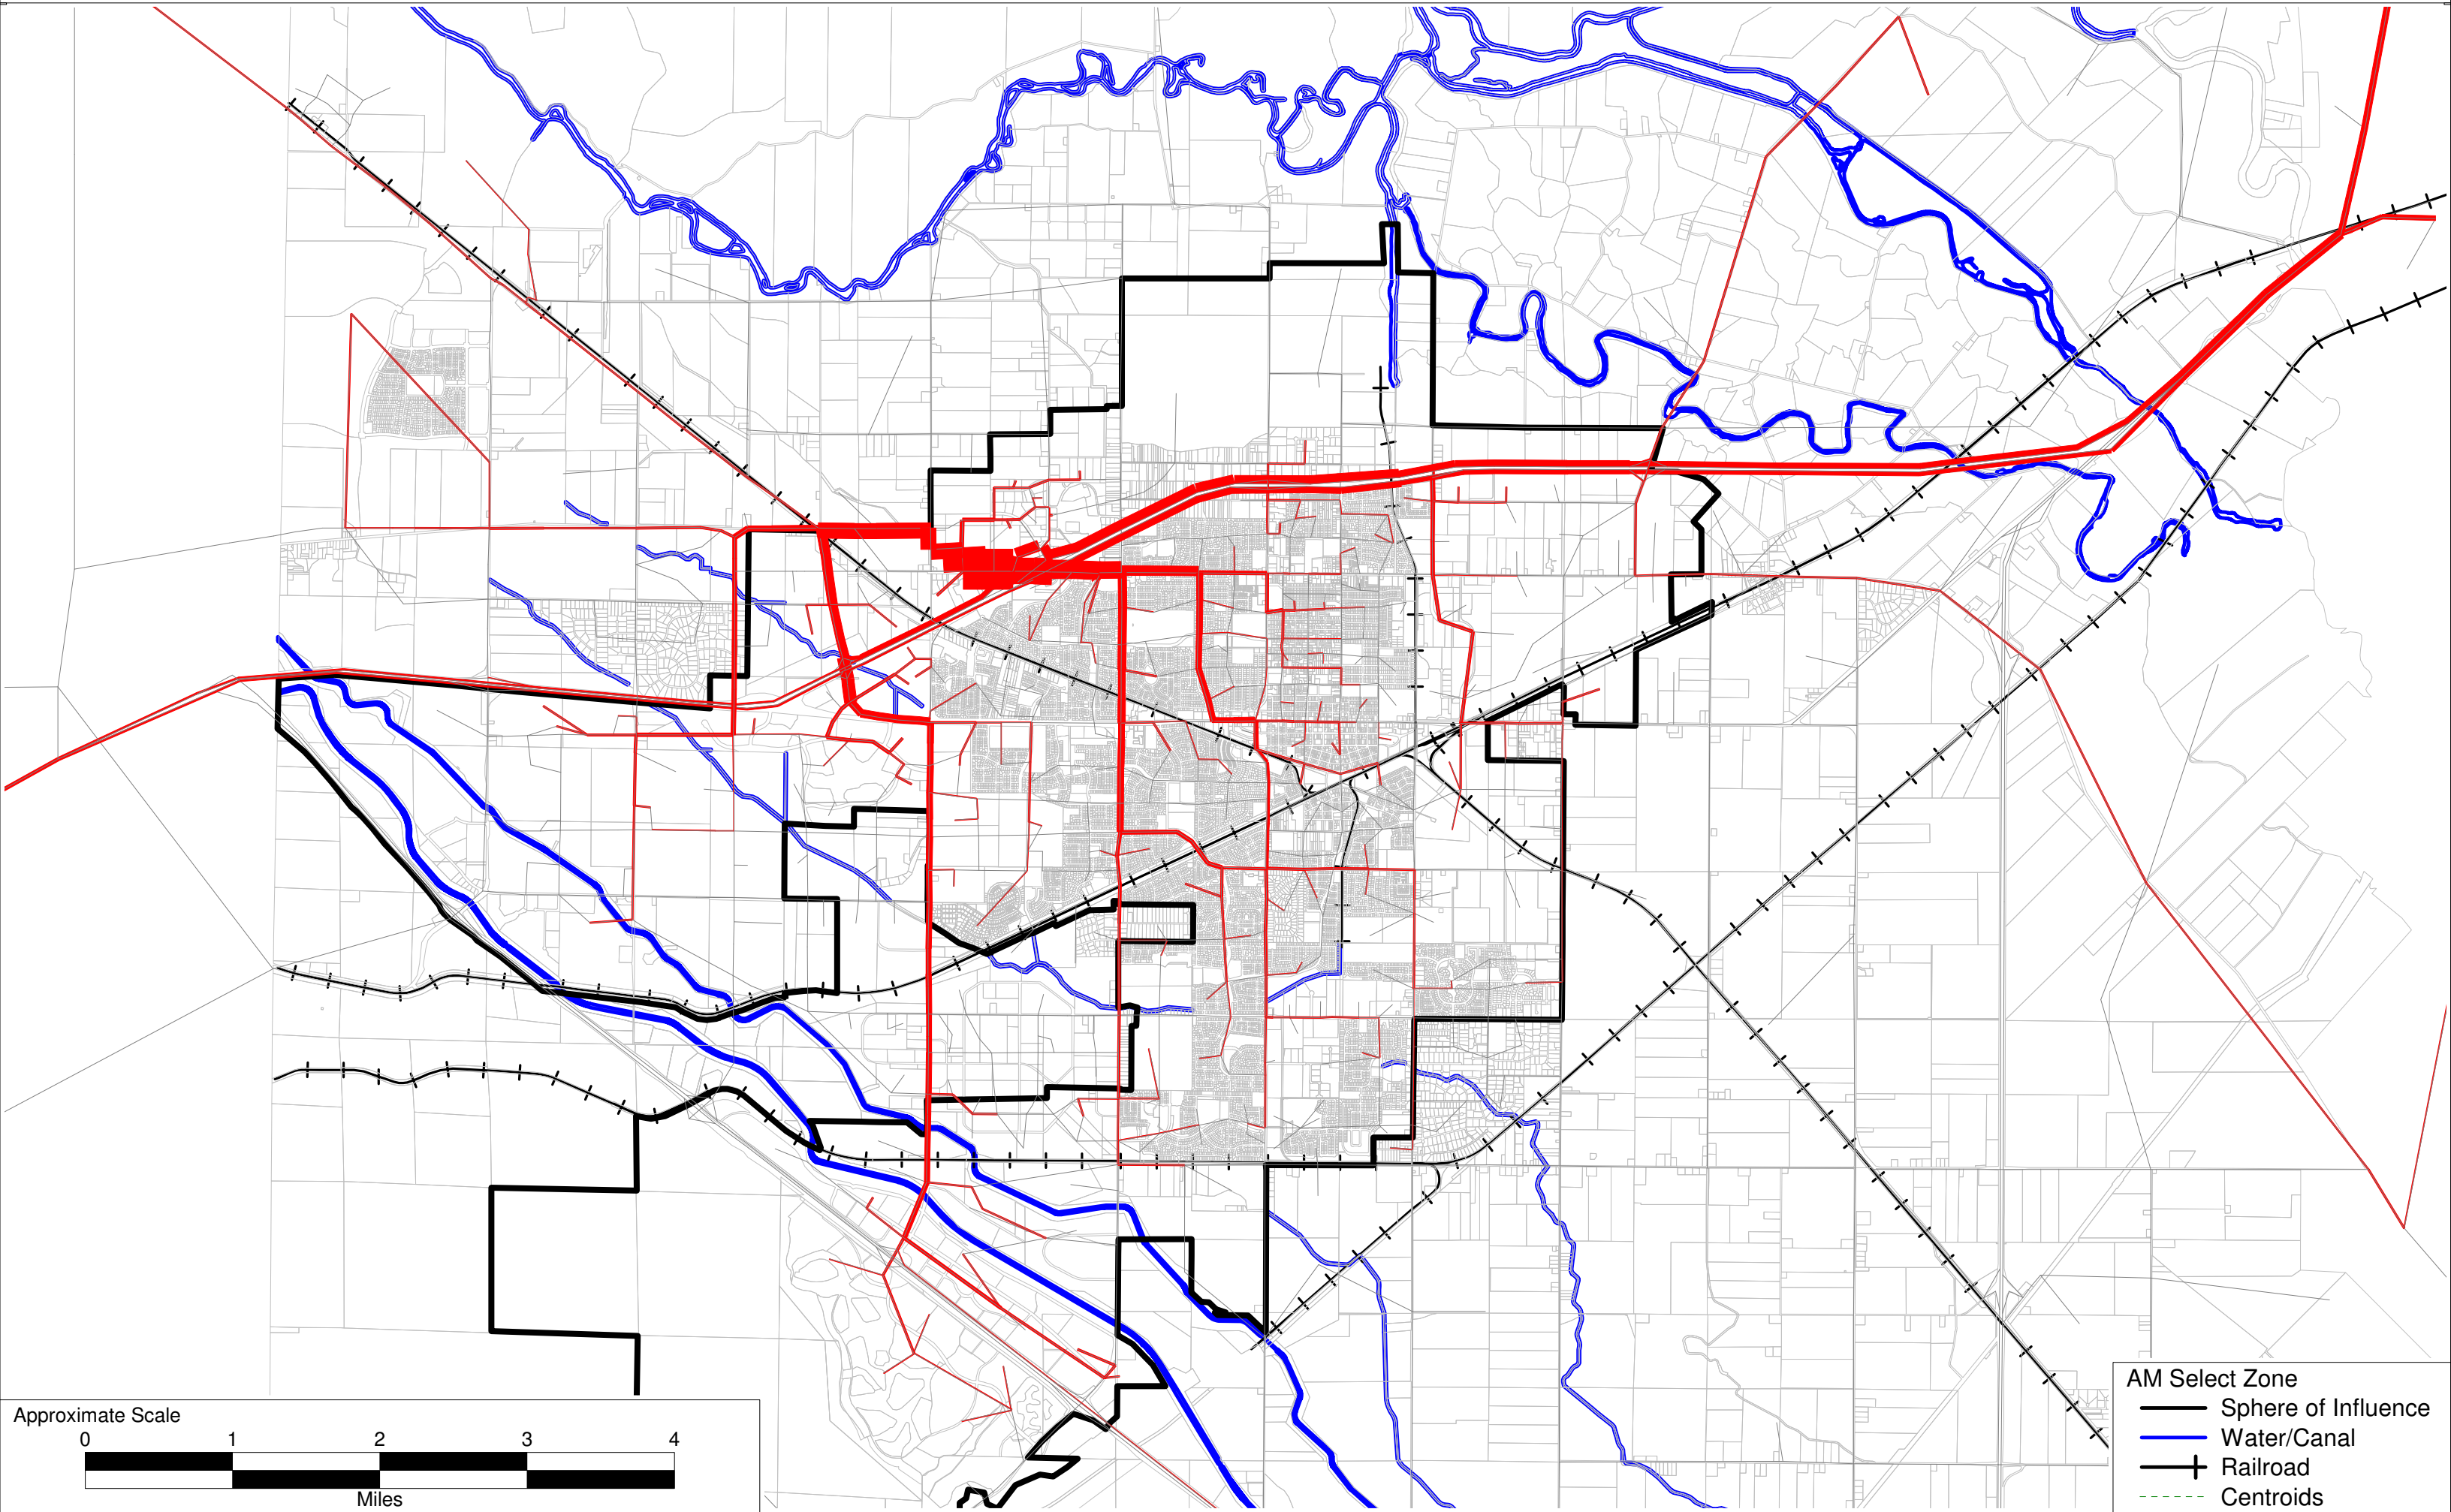 Approximate Scale
0 1 2 3 4
Miles
AM Select Zone
Sphere of Influence
Water/Canal
Railroad
Centroids